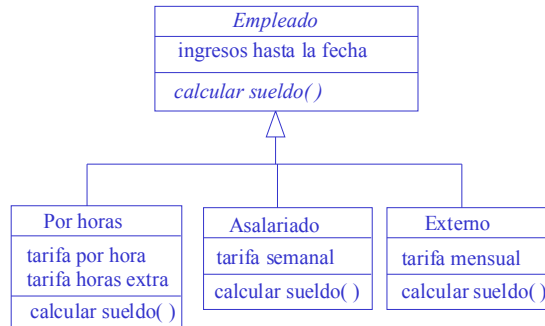 Empleado
ingresos hasta la fecha
calcular sueldo( )
Por horas
tarifa por hora
tarifa horas extra
calcular sueldo( )
Asalariado
tarifa semanal
calcular sueldo( )
Externo
tarifa mensual
calcular sueldo( )